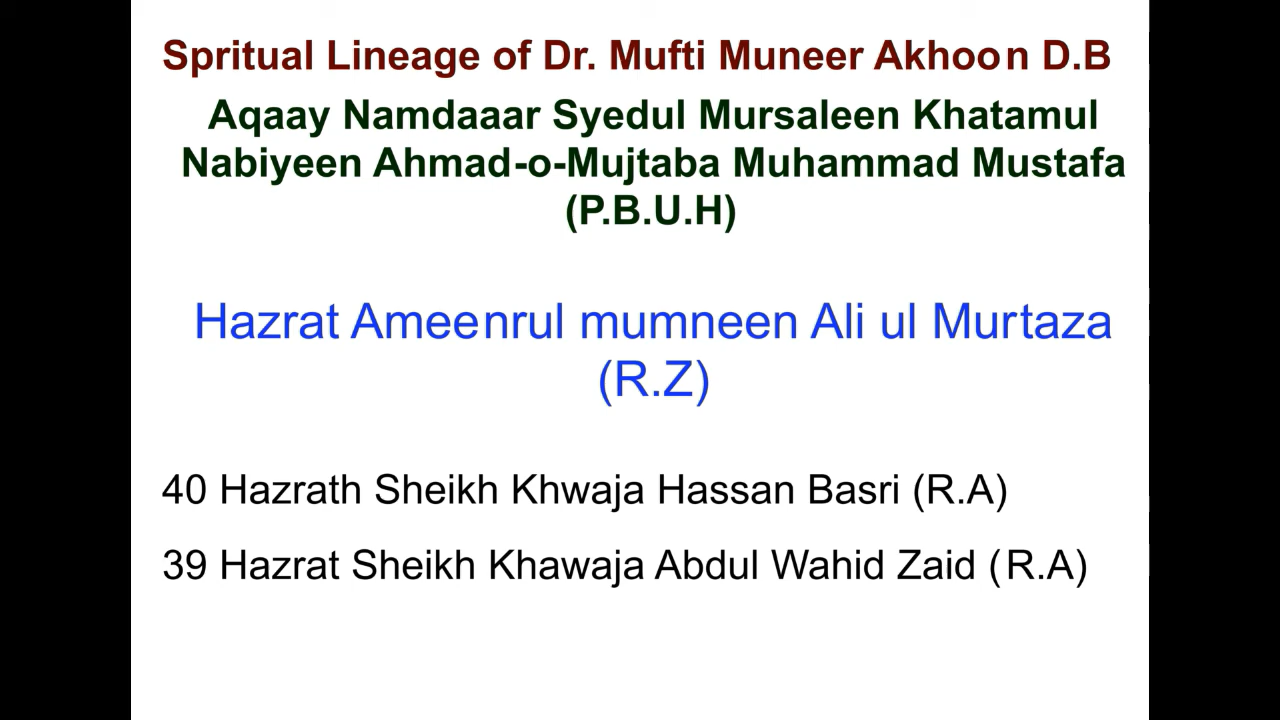 Spritual Lineage of Dr. Mufti Muneer Akhoon D.B
Aqaay Namdaaar Syedul Mursaleen Khatamul
Nabiyeen Ahmad-o-Mujtaba Muhammad Mustafa
(P.B.U.H)
Hazrat Ameenrul mumneen Ali ul Murtaza
(R.Z)
40 Hazrath Sheikh Khwaja Hassan Basri (R.A)
39 Hazrat Sheikh Khawaja Abdul Wahid Zaid (R.A)